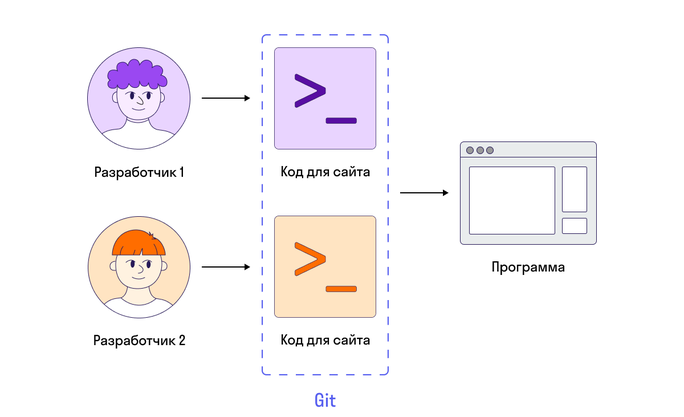 Разработчик 1
Код для сайта
Программа
Разработчик 2
Код для сайта
Git